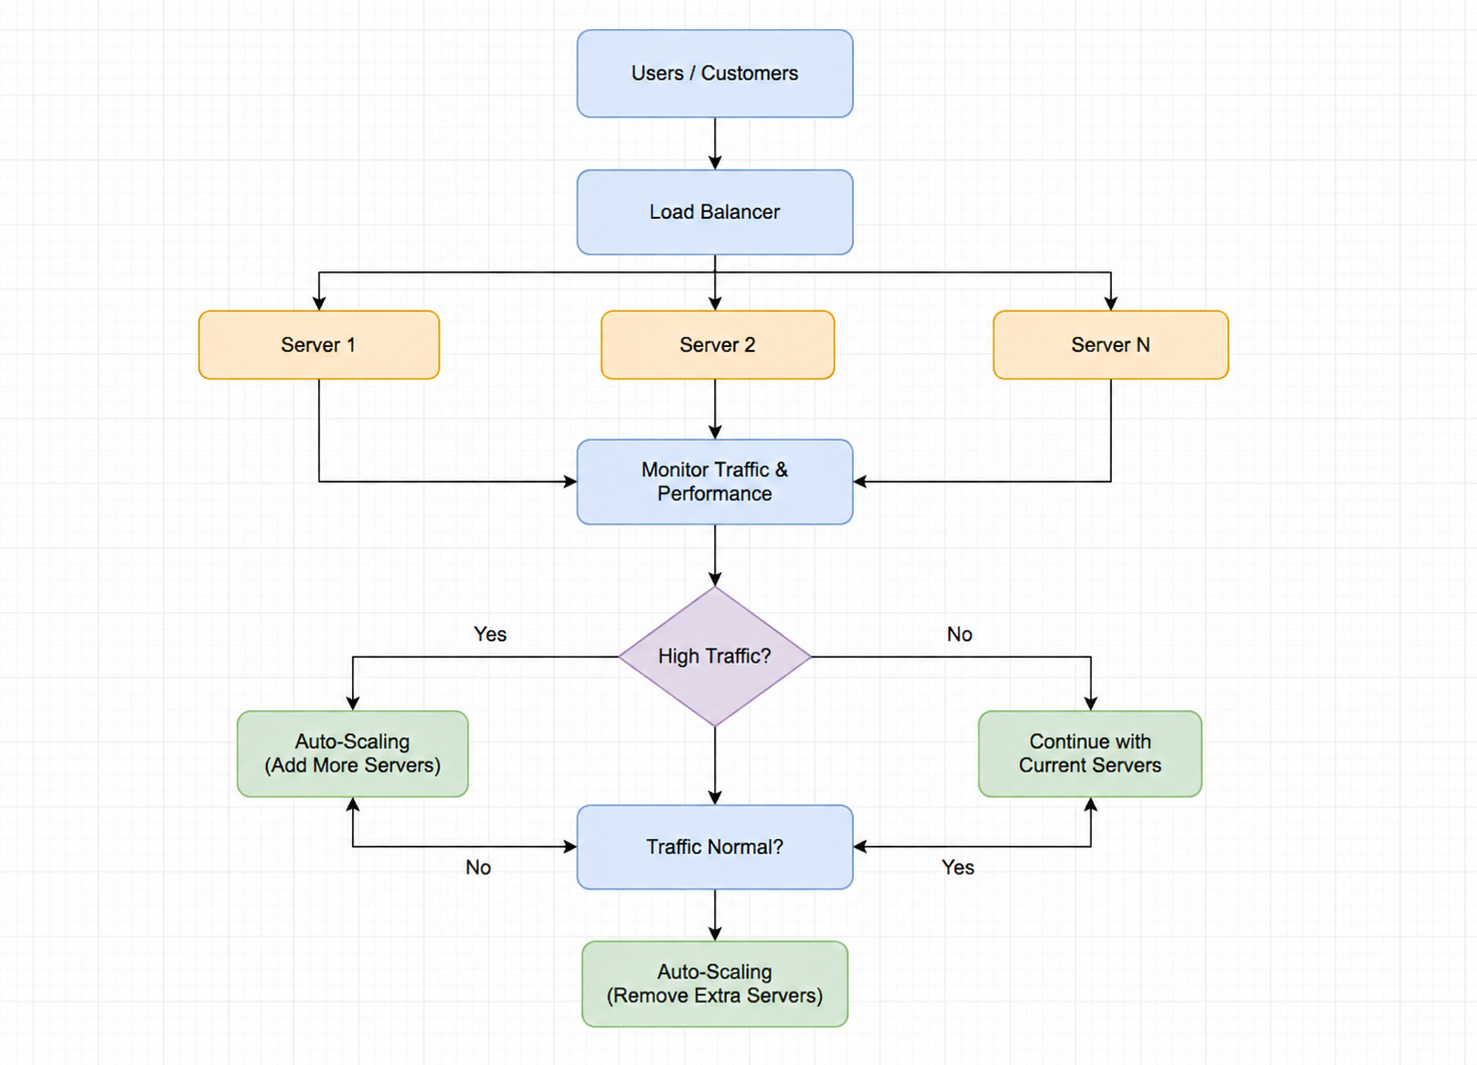 Users / Customers
Load Balancer
Server 1
Server 2
Server N
Monitor Traffic &
Performance
Yes
No
High Traffic?
Auto-Scaling
(Add More Servers)
Continue with
Current Servers
Traffic Normal?
No
Yes
Auto-Scaling
(Remove Extra Servers)